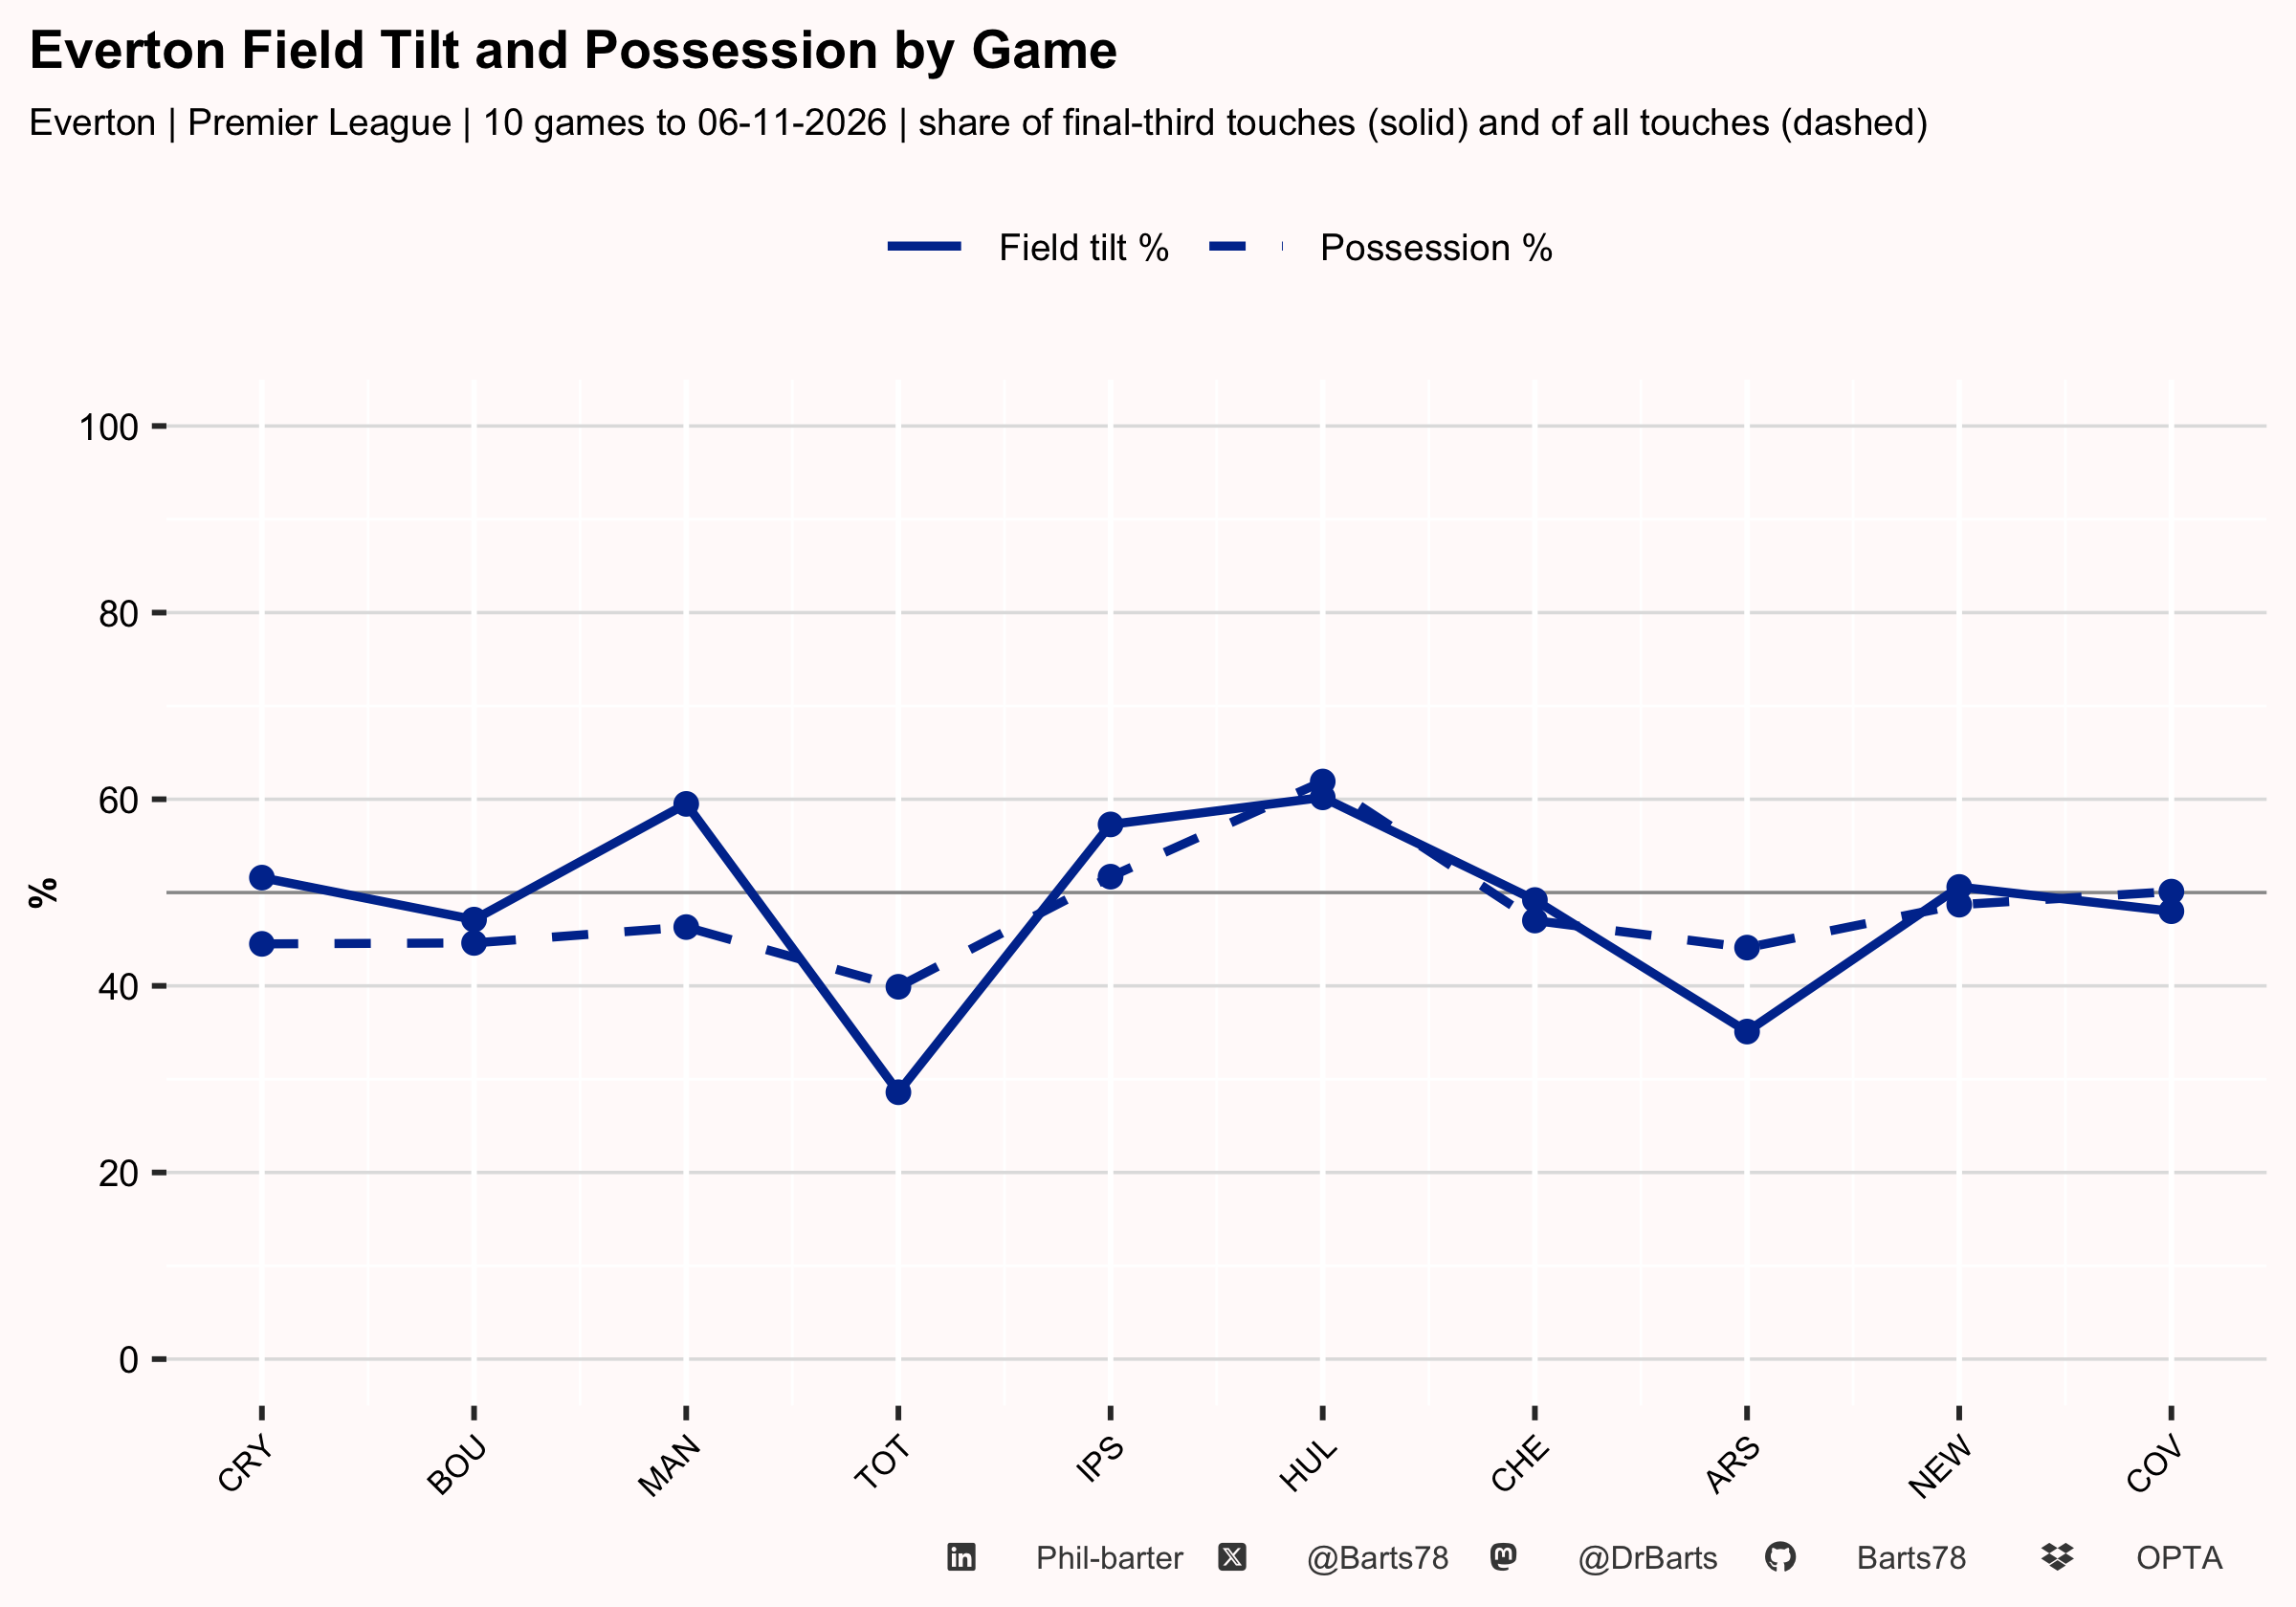 Everton Field Tilt and Possession by Game
Everton | Premier League | 10 games to 06-11-2026 | share of final-third touches (solid) and of all touches (dashed)
Field tilt % Possession %
100
80
60
40
20
0
%
CRY BOU MAN TOT IPS HUL CHE ARS NEW COV
Phil-barter @Barts78 @DrBarts Barts78 OPTA